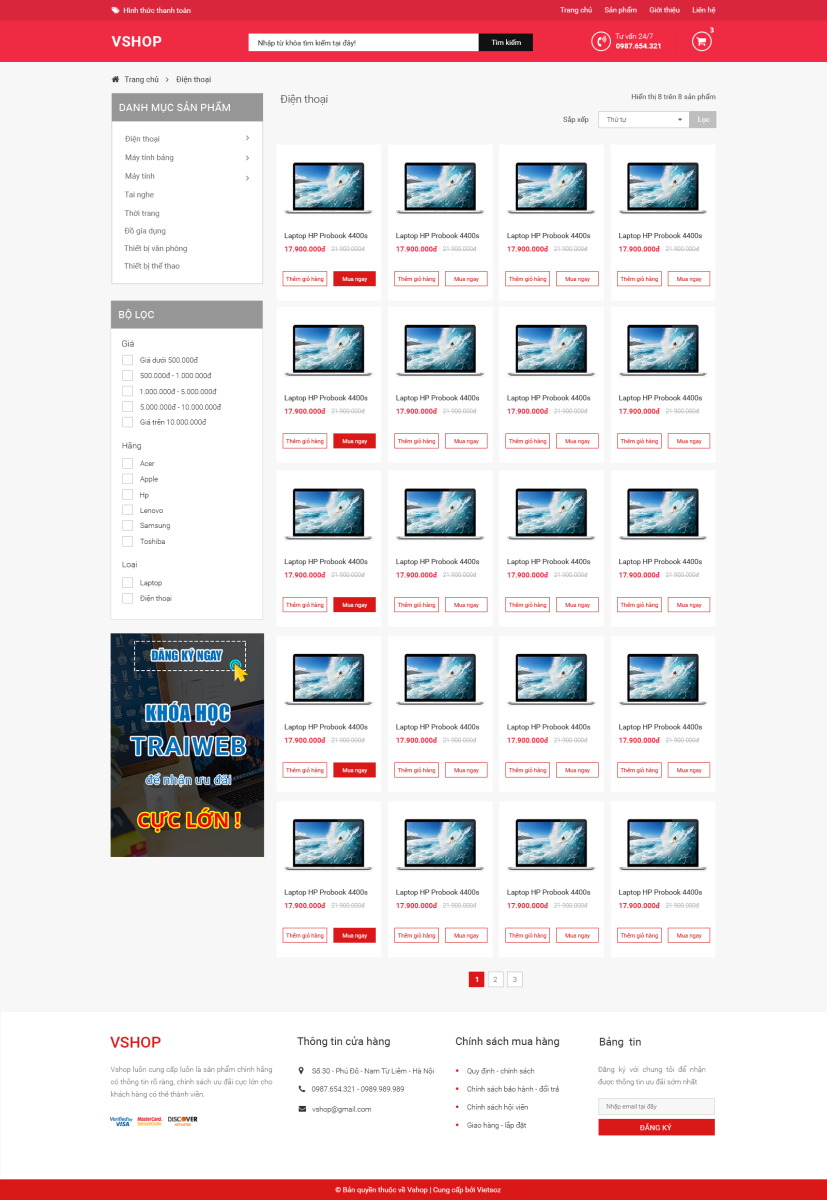 Hình thức thanh toán
Trang chủ Sản phẩm Giới thiệu Liên hệ
VSHOP
Nhập từ khóa tìm kiếm tại đây!
Tìm kiếm
Tư vấn 24/7
0987.654.321
3
Trang chủ > Điện thoại
DANH MỤC SẢN PHẨM
Điện thoại
Máy tính bảng
Máy tính
Tai nghe
Thời trang
Đồ gia dụng
Thiết bị văn phòng
Thiết bị thể thao
BỘ LỌC
Giá
Giá dưới 500.000đ
500.000đ - 1.000.000đ
1.000.000đ - 5.000.000đ
5.000.000đ - 10.000.000đ
Giá trên 10.000.000đ
Hãng
Acer
Apple
Hp
Lenovo
Samsung
Toshiba
Loại
Laptop
Điện thoại
ĐĂNG KÝ NGAY
KHÓA HỌC
TRAIWEB
để nhận ưu đãi
CỰC LỚN !
Điện thoại
Hiển thị 8 trên 8 sản phẩm
Sắp xếp Thứ tự Lọc
Laptop HP Probook 4400s Laptop HP Probook 4400s Laptop HP Probook 4400s Laptop HP Probook 4400s
17.900.000đ 21.900.000đ 17.900.000đ 21.900.000đ 17.900.000đ 21.900.000đ 17.900.000đ 21.900.000đ
Thêm giỏ hàng Mua ngay Thêm giỏ hàng Mua ngay Thêm giỏ hàng Mua ngay Thêm giỏ hàng Mua ngay
Laptop HP Probook 4400s Laptop HP Probook 4400s Laptop HP Probook 4400s Laptop HP Probook 4400s
17.900.000đ 21.900.000đ 17.900.000đ 21.900.000đ 17.900.000đ 21.900.000đ 17.900.000đ 21.900.000đ
Thêm giỏ hàng Mua ngay Thêm giỏ hàng Mua ngay Thêm giỏ hàng Mua ngay Thêm giỏ hàng Mua ngay
Laptop HP Probook 4400s Laptop HP Probook 4400s Laptop HP Probook 4400s Laptop HP Probook 4400s
17.900.000đ 21.900.000đ 17.900.000đ 21.900.000đ 17.900.000đ 21.900.000đ 17.900.000đ 21.900.000đ
Thêm giỏ hàng Mua ngay Thêm giỏ hàng Mua ngay Thêm giỏ hàng Mua ngay Thêm giỏ hàng Mua ngay
Laptop HP Probook 4400s Laptop HP Probook 4400s Laptop HP Probook 4400s Laptop HP Probook 4400s
17.900.000đ 21.900.000đ 17.900.000đ 21.900.000đ 17.900.000đ 21.900.000đ 17.900.000đ 21.900.000đ
Thêm giỏ hàng Mua ngay Thêm giỏ hàng Mua ngay Thêm giỏ hàng Mua ngay Thêm giỏ hàng Mua ngay
Laptop HP Probook 4400s Laptop HP Probook 4400s Laptop HP Probook 4400s Laptop HP Probook 4400s
17.900.000đ 21.900.000đ 17.900.000đ 21.900.000đ 17.900.000đ 21.900.000đ 17.900.000đ 21.900.000đ
Thêm giỏ hàng Mua ngay Thêm giỏ hàng Mua ngay Thêm giỏ hàng Mua ngay Thêm giỏ hàng Mua ngay
1 2 3
VSHOP
Vshop luôn cung cấp luôn là sản phẩm chính hãng
có thông tin rõ ràng, chính sách ưu đãi cực lớn cho
khách hàng có thẻ thành viên.
Verified by VISA MasterCard. SecureCode DISCOVER NETWORK
Thông tin cửa hàng
Số 30 - Phú Đô - Nam Từ Liêm - Hà Nội
0987.654.321 - 0989.989.989
vshop@gmail.com
Chính sách mua hàng
Quy định - chính sách
Chính sách bảo hành - đổi trả
Chính sách hội viên
Giao hàng - lắp đặt
Bảng tin
Đăng ký với chung tôi để nhận
được thông tin ưu đãi sớm nhất
Nhập email tại đây
ĐĂNG KÝ
© Bản quyền thuộc về Vshop | Cung cấp bởi Vietsoz